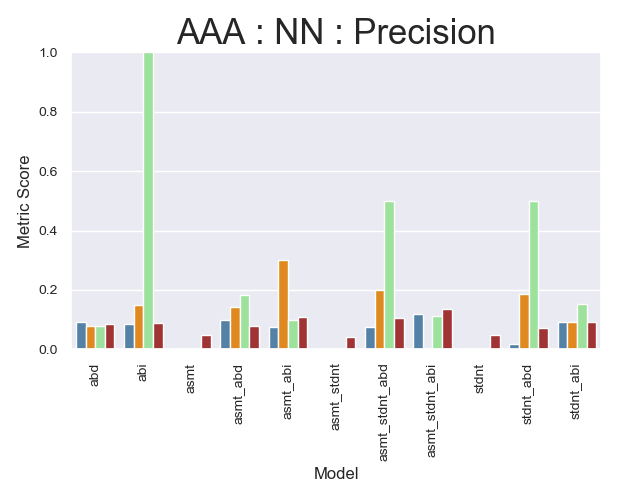 AAA : NN : Precision
1.0
0.8
0.6
0.4
0.2
0.0
Metric Score
abd
abi
asmt
asmt_abd
asmt_abi
asmt_stdnt
asmt_stdnt_abd
asmt_stdnt_abi
stdnt
stdnt_abd
stdnt_abi
Model